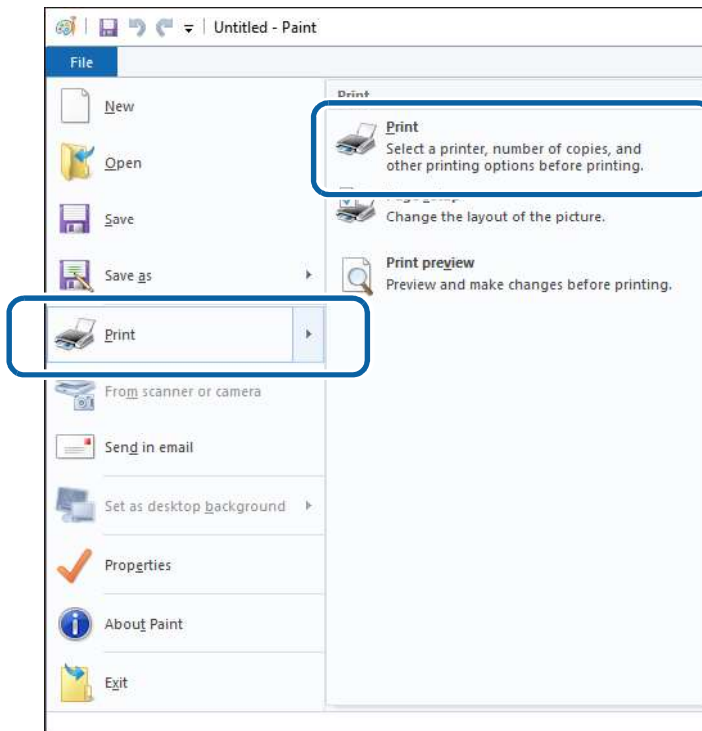 Untitled - Paint
File
New
Open
Save
Save as
Print
From scanner or camera
Send in email
Set as desktop background
Properties
About Paint
Exit
Print
Print
Select a printer, number of copies, and
other printing options before printing.
Change the layout of the picture.
Print preview
Preview and make changes before printing.